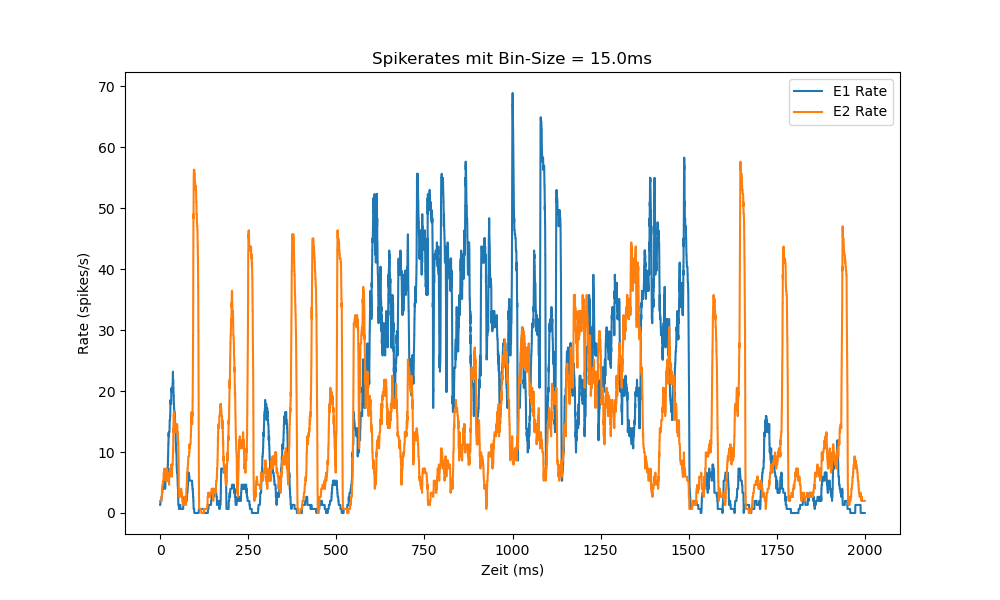 Spikerates mit Bin-Size = 15.0ms
E1 Rate
E2 Rate
70
60
50
40
30
20
10
0
Rate (spikes/s)
0 250 500 750 1000 1250 1500 1750 2000
Zeit (ms)